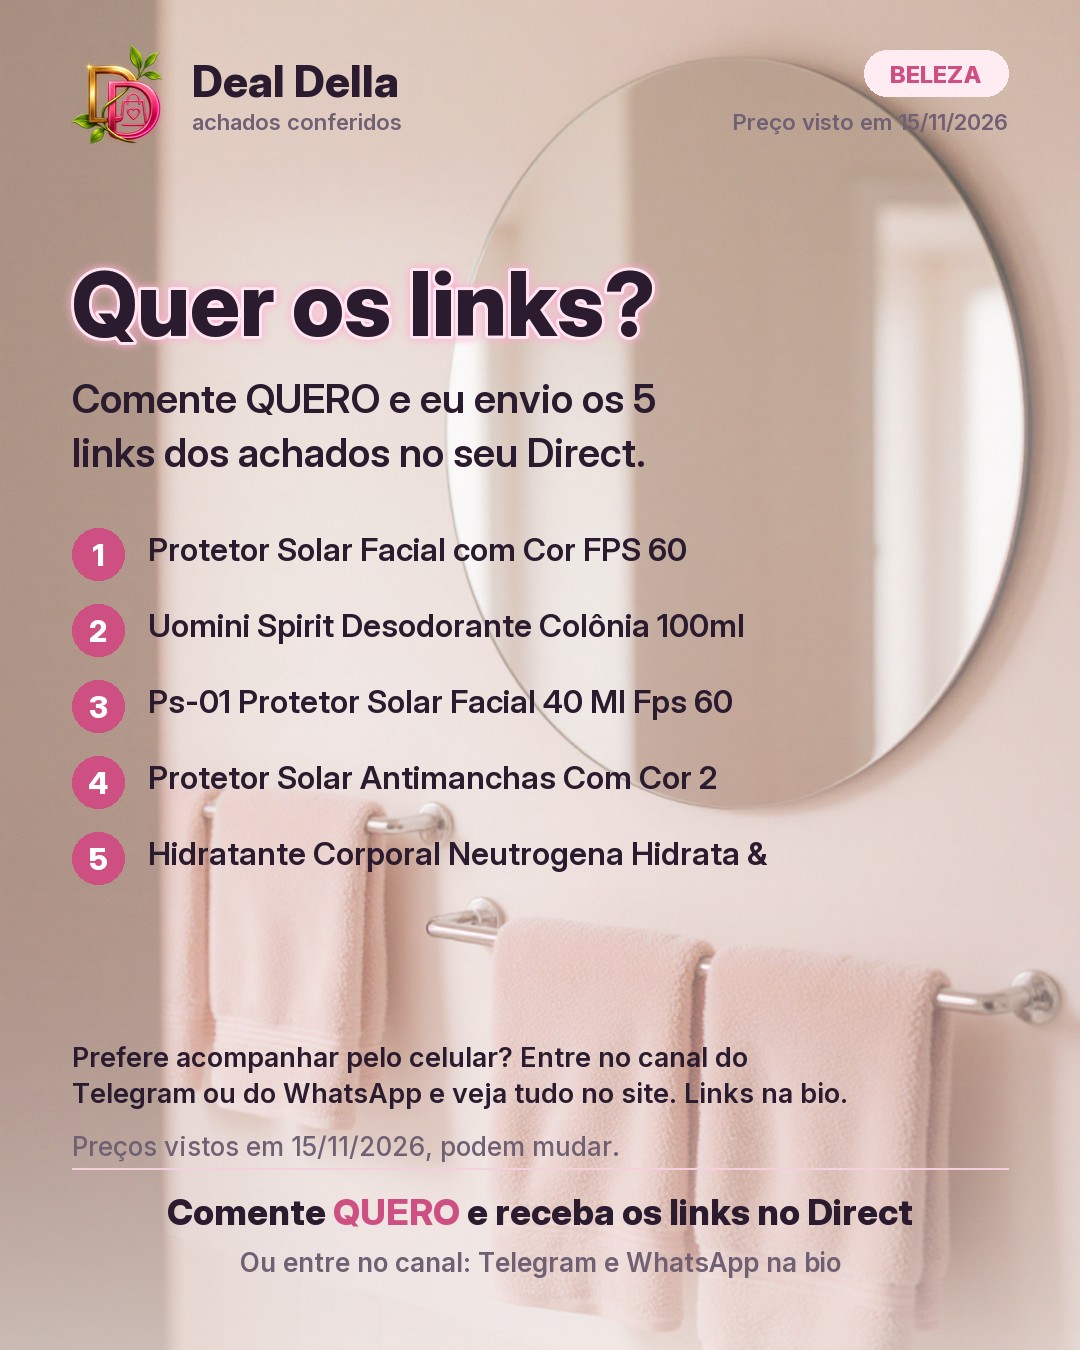 Deal Della
achados conferidos
BELEZA
Preço visto em 15/11/2026
Quer os links?
Comente QUERO e eu envio os 5
links dos achados no seu Direct.
1 Protetor Solar Facial com Cor FPS 60
2 Uomini Spirit Desodorante Colônia 100ml
3 Ps-01 Protetor Solar Facial 40 Ml Fps 60
4 Protetor Solar Antimanchas Com Cor 2
5 Hidratante Corporal Neutrogena Hidrata &
Prefere acompanhar pelo celular? Entre no canal do
Telegram ou do WhatsApp e veja tudo no site. Links na bio.
Preços vistos em 15/11/2026, podem mudar.
Comente QUERO e receba os links no Direct
Ou entre no canal: Telegram e WhatsApp na bio